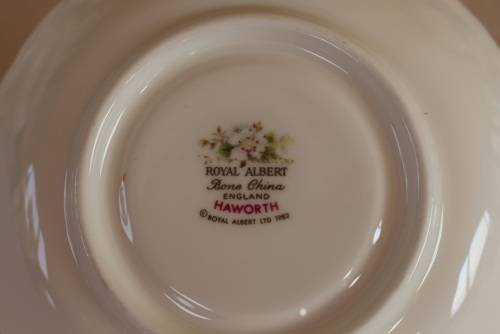 ROYAL ALBERT
Bone China
ENGLAND
HAWORTH
© ROYAL ALBERT LTD 1982